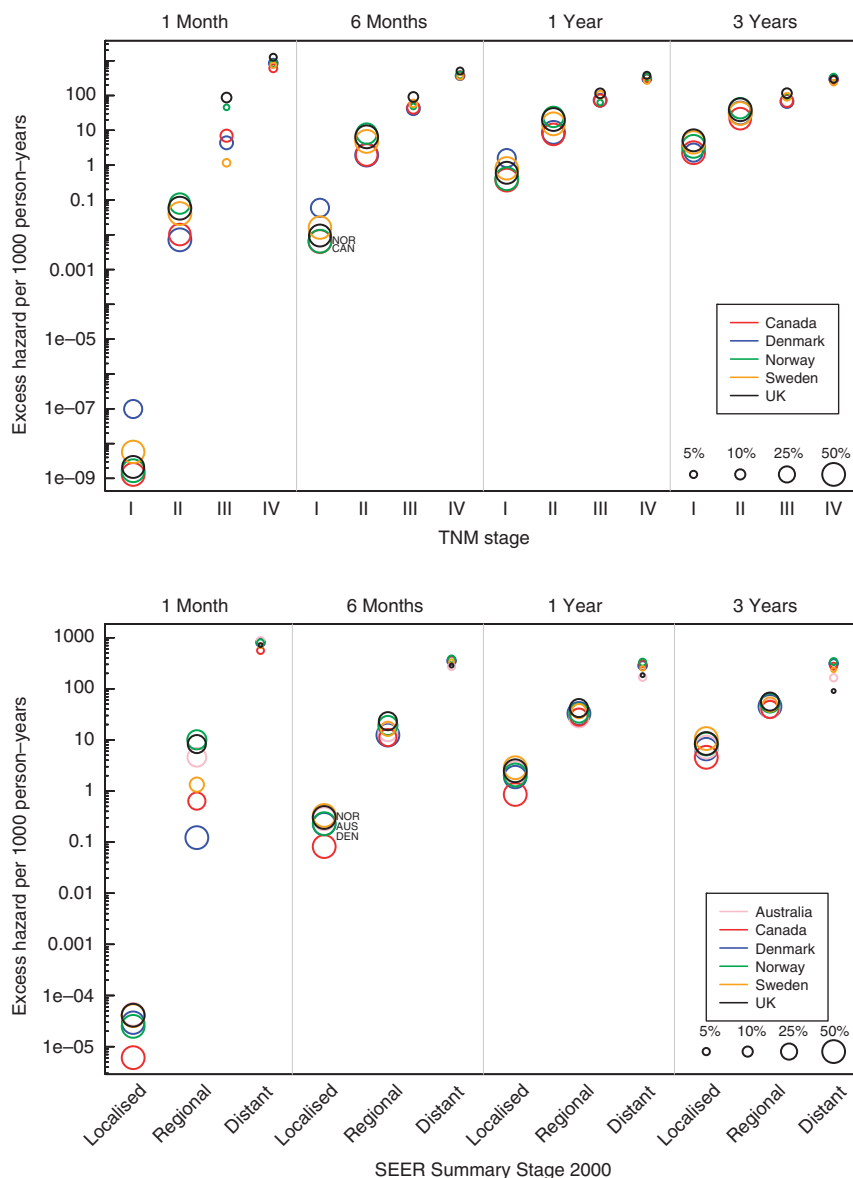 1 Month 6 Months 1 Year 3 Years
Excess hazard per 1000 person–years
100
10
1
0.1
0.001
1e–05
1e–07
1e–09
NOR
CAN
Canada
Denmark
Norway
Sweden
UK
5% 10% 25% 50%
I II III IV I II III IV I II III IV I II III IV
TNM stage
1 Month 6 Months 1 Year 3 Years
Excess hazard per 1000 person–years
1000
100
10
1
0.1
0.01
0.001
1e–04
1e–05
NOR
AUS
DEN
Australia
Canada
Denmark
Norway
Sweden
UK
5% 10% 25% 50%
Localised Regional Distant Localised Regional Distant Localised Regional Distant Localised Regional Distant
SEER Summary Stage 2000